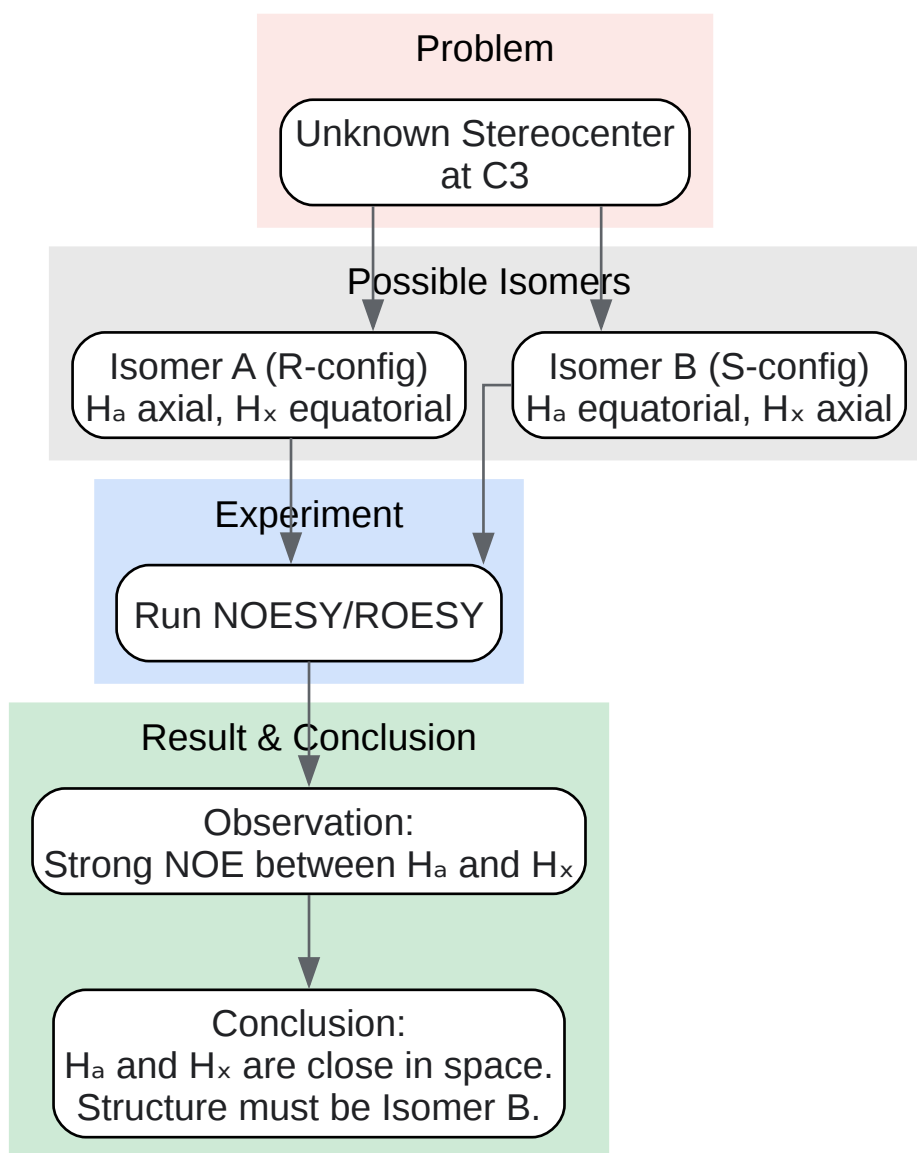 Problem
Unknown Stereocenter
at C3
Possible Isomers
Isomer A (R-config)
Hₐ axial, Hₓ equatorial
Isomer B (S-config)
Hₐ equatorial, Hₓ axial
Experiment
Run NOESY/ROESY
Result & Conclusion
Observation:
Strong NOE between Hₐ and Hₓ
Conclusion:
Hₐ and Hₓ are close in space.
Structure must be Isomer B.